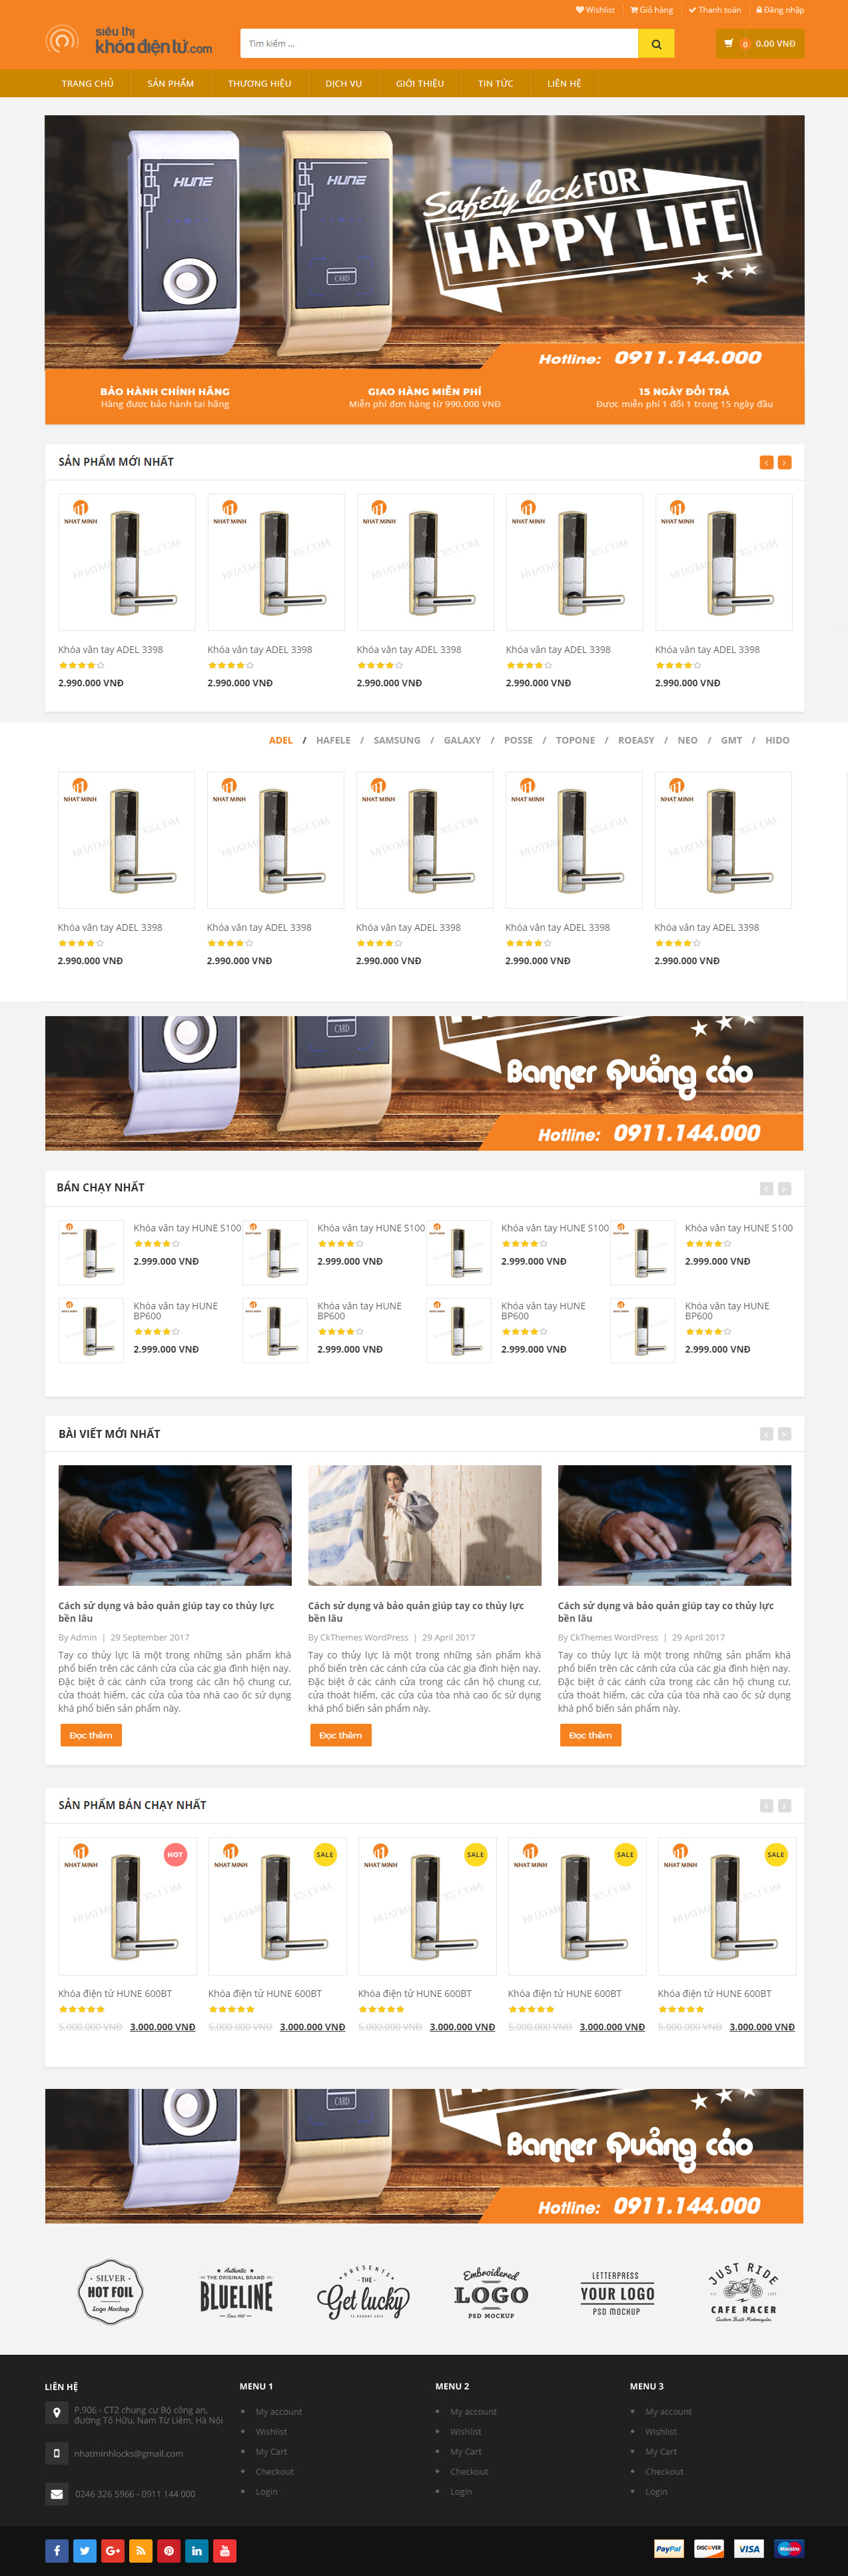 Wishlist Giỏ hàng Thanh toán Đăng nhập
siêu thị
khóa điện tử.com
Tìm kiếm ...
0 0.00 VNĐ
TRANG CHỦ SẢN PHẨM THƯƠNG HIỆU DỊCH VỤ GIỚI THIỆU TIN TỨC LIÊN HỆ
HUNE HUNE
CARD
Safety lock FOR
HAPPY LIFE
Hotline: 0911.144.000
BẢO HÀNH CHÍNH HÃNG GIAO HÀNG MIỄN PHÍ 15 NGÀY ĐỔI TRẢ
Hàng được bảo hành tại hãng Miễn phí đơn hàng từ 990.000 VNĐ Được miễn phí 1 đổi 1 trong 15 ngày đầu
SẢN PHẨM MỚI NHẤT
NHAT MINH NHAT MINH NHAT MINH NHAT MINH NHAT MINH
Khóa vân tay ADEL 3398 Khóa vân tay ADEL 3398 Khóa vân tay ADEL 3398 Khóa vân tay ADEL 3398 Khóa vân tay ADEL 3398
2.990.000 VNĐ 2.990.000 VNĐ 2.990.000 VNĐ 2.990.000 VNĐ 2.990.000 VNĐ
ADEL / HAFELE / SAMSUNG / GALAXY / POSSE / TOPONE / ROEASY / NEO / GMT / HIDO
NHAT MINH NHAT MINH NHAT MINH NHAT MINH NHAT MINH
Khóa vân tay ADEL 3398 Khóa vân tay ADEL 3398 Khóa vân tay ADEL 3398 Khóa vân tay ADEL 3398 Khóa vân tay ADEL 3398
2.990.000 VNĐ 2.990.000 VNĐ 2.990.000 VNĐ 2.990.000 VNĐ 2.990.000 VNĐ
CARD
Banner Quảng cáo
Hotline: 0911.144.000
BÁN CHẠY NHẤT
Khóa vân tay HUNE S100 Khóa vân tay HUNE S100 Khóa vân tay HUNE S100 Khóa vân tay HUNE S100
2.999.000 VNĐ 2.999.000 VNĐ 2.999.000 VNĐ 2.999.000 VNĐ
Khóa vân tay HUNE Khóa vân tay HUNE Khóa vân tay HUNE Khóa vân tay HUNE
BP600 BP600 BP600 BP600
2.999.000 VNĐ 2.999.000 VNĐ 2.999.000 VNĐ 2.999.000 VNĐ
BÀI VIẾT MỚI NHẤT
Cách sử dụng và bảo quản giúp tay co thủy lực
bền lâu
By Admin | 29 September 2017
Tay co thủy lực là một trong những sản phẩm khá
phổ biến trên các cánh cửa của các gia đình hiện nay.
Đặc biệt ở các cánh cửa trong các căn hộ chung cư,
cửa thoát hiểm, các cửa của tòa nhà cao ốc sử dụng
khá phổ biến sản phẩm này.
Đọc thêm
Cách sử dụng và bảo quản giúp tay co thủy lực
bền lâu
By CkThemes WordPress | 29 April 2017
Tay co thủy lực là một trong những sản phẩm khá
phổ biến trên các cánh cửa của các gia đình hiện nay.
Đặc biệt ở các cánh cửa trong các căn hộ chung cư,
cửa thoát hiểm, các cửa của tòa nhà cao ốc sử dụng
khá phổ biến sản phẩm này.
Đọc thêm
Cách sử dụng và bảo quản giúp tay co thủy lực
bền lâu
By CkThemes WordPress | 29 April 2017
Tay co thủy lực là một trong những sản phẩm khá
phổ biến trên các cánh cửa của các gia đình hiện nay.
Đặc biệt ở các cánh cửa trong các căn hộ chung cư,
cửa thoát hiểm, các cửa của tòa nhà cao ốc sử dụng
khá phổ biến sản phẩm này.
Đọc thêm
SẢN PHẨM BÁN CHẠY NHẤT
HOT SALE SALE SALE SALE
NHAT MINH NHAT MINH NHAT MINH NHAT MINH NHAT MINH
Khóa điện tử HUNE 600BT Khóa điện tử HUNE 600BT Khóa điện tử HUNE 600BT Khóa điện tử HUNE 600BT Khóa điện tử HUNE 600BT
5.000.000 VNĐ 3.000.000 VNĐ 5.000.000 VNĐ 3.000.000 VNĐ 5.000.000 VNĐ 3.000.000 VNĐ 5.000.000 VNĐ 3.000.000 VNĐ 5.000.000 VNĐ 3.000.000 VNĐ
CARD
Banner Quảng cáo
Hotline: 0911.144.000
SILVER
HOT FOIL
Logo Mockup
Authentic
THE ORIGINAL BRAND
BLUELINE
PRESENTS
THE
Get lucky
Embroidered
LOGO
PSD MOCKUP
LETTERPRESS
YOUR LOGO
PSD MOCKUP
JUST RIDE
CAFE RACER
Custom Built Motorcycles
LIÊN HỆ
P.906 - CT2 chung cư Bộ công an,
đường Tố Hữu, Nam Từ Liêm, Hà Nội
nhatminhlocks@gmail.com
0246 326 5966 - 0911 144 000
MENU 1
My account
Wishlist
My Cart
Checkout
Login
MENU 2
My account
Wishlist
My Cart
Checkout
Login
MENU 3
My account
Wishlist
My Cart
Checkout
Login
PayPal DISCOVER VISA Maestro